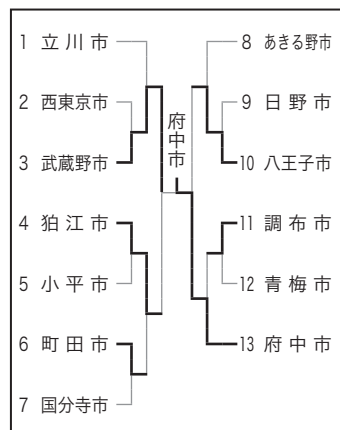 1 立川市
2 西東京市
3 武蔵野市
4 狛江市
5 小平市
6 町田市
7 国分寺市
府中市
8 あきる野市
9 日野市
10 八王子市
11 調布市
12 青梅市
13 府中市